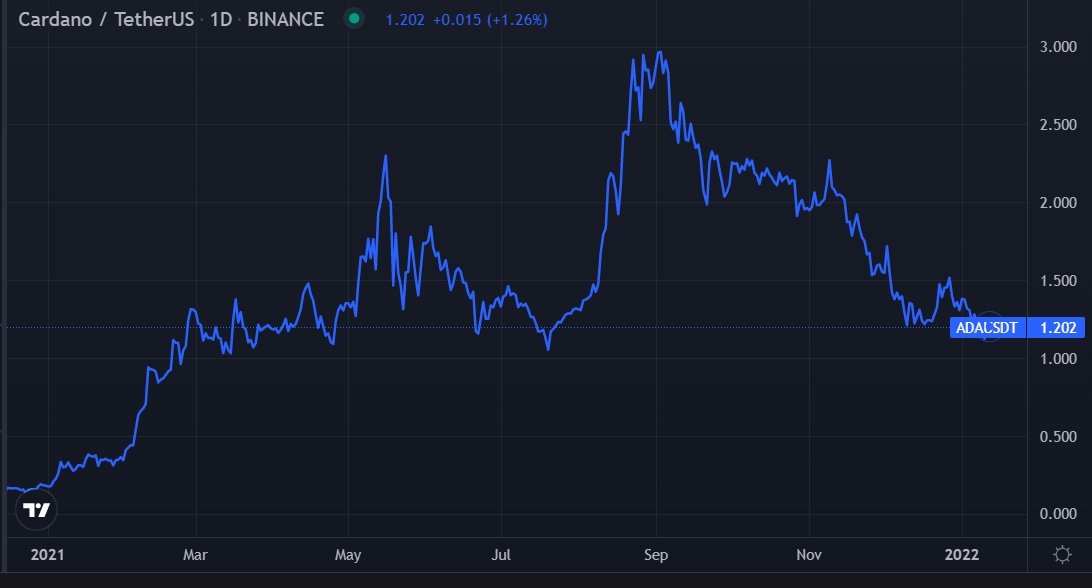 Cardano / TetherUS · 1D · BINANCE 1.202 +0.015 (+1.26%)
3.000
2.500
2.000
1.500
ADAUSDT 1.202
1.000
0.500
0.000
2021 Mar May Jul Sep Nov 2022